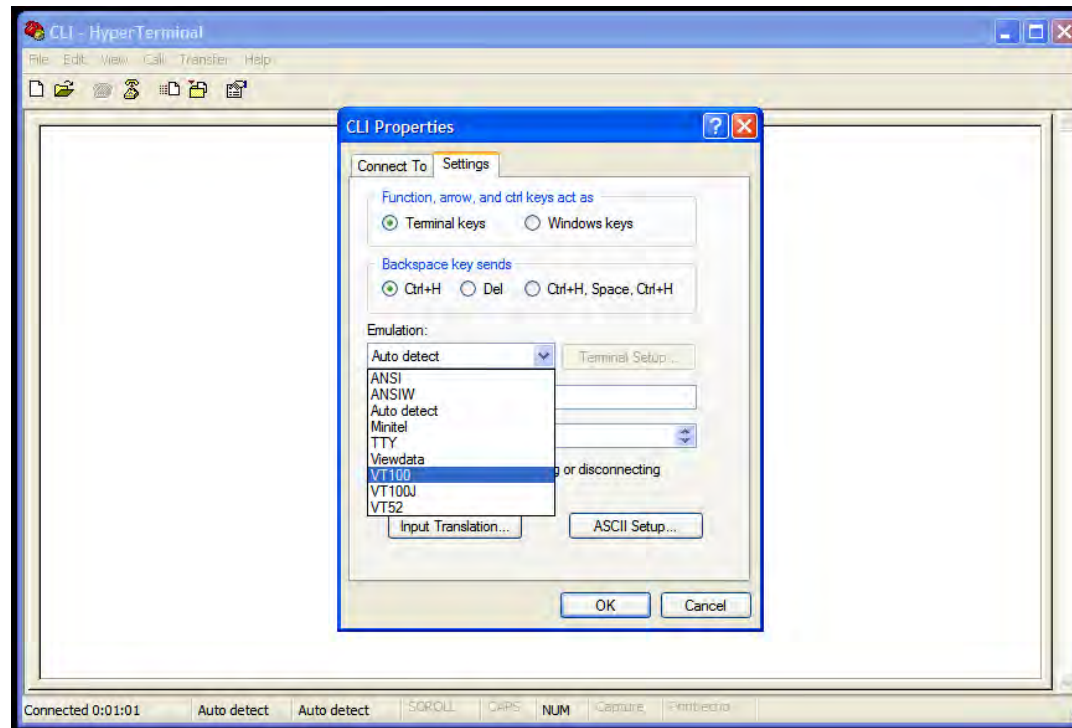 CLI - HyperTerminal
File Edit View Call Transfer Help
CLI Properties
Connect To Settings
Function, arrow, and ctrl keys act as
Terminal keys Windows keys
Backspace key sends
Ctrl+H Del Ctrl+H, Space, Ctrl+H
Emulation:
Auto detect Terminal Setup...
ANSI
ANSIW
Auto detect
Minitel
TTY
Viewdata
VT100 or disconnecting
VT100J
VT52
Input Translation... ASCII Setup...
OK Cancel
Connected 0:01:01 Auto detect Auto detect SCROLL CAPS NUM Capture Print echo